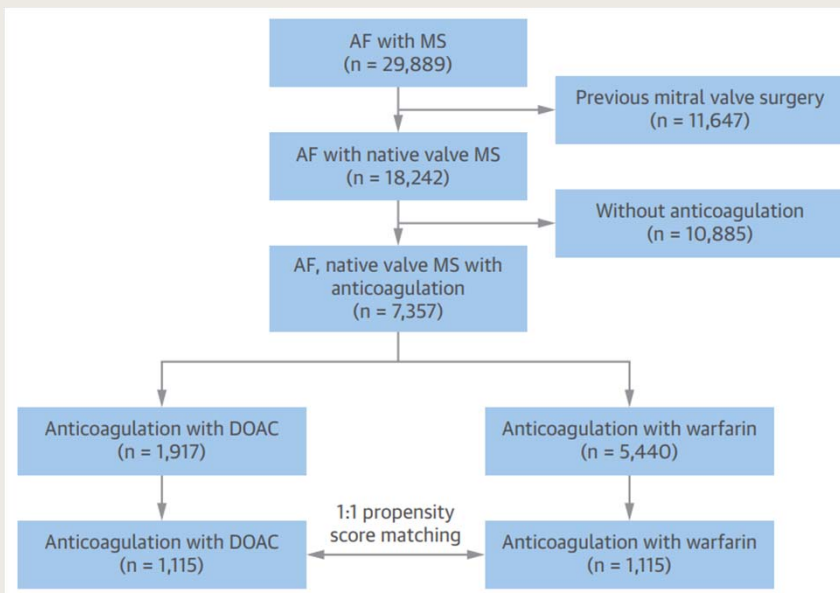 AF with MS
(n = 29,889)
Previous mitral valve surgery
(n = 11,647)
AF with native valve MS
(n = 18,242)
Without anticoagulation
(n = 10,885)
AF, native valve MS with
anticoagulation
(n = 7,357)
Anticoagulation with DOAC
(n = 1,917)
Anticoagulation with warfarin
(n = 5,440)
1:1 propensity
score matching
Anticoagulation with DOAC
(n = 1,115)
Anticoagulation with warfarin
(n = 1,115)